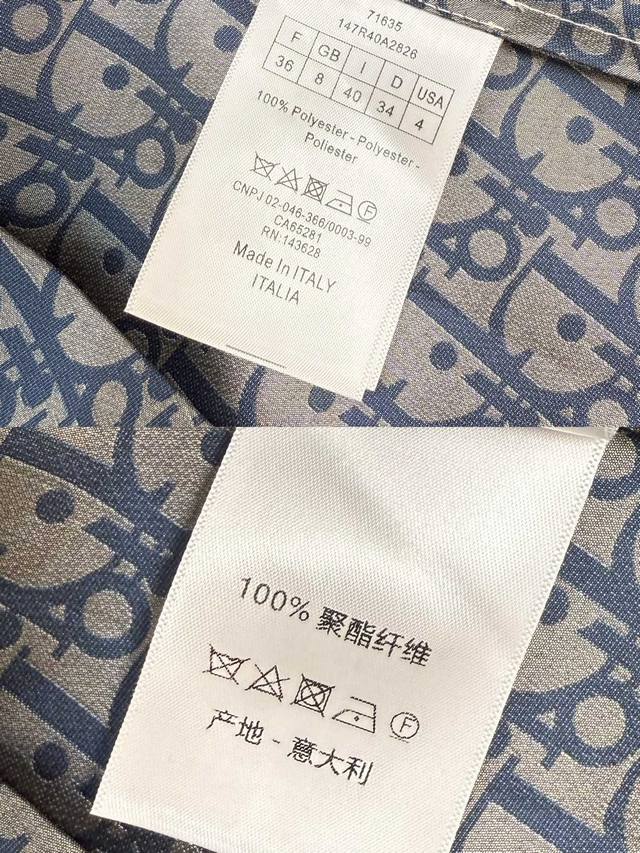 71635
147R40A2826
F GB I D USA
36 8 40 34 4
100% Polyester - Polyester -
Poliester
F
CNPJ 02-046-366/0003-99
CA65281
RN:143628
Made In ITALY
ITALIA
100% 聚酯纤维
F
产地 - 意大利